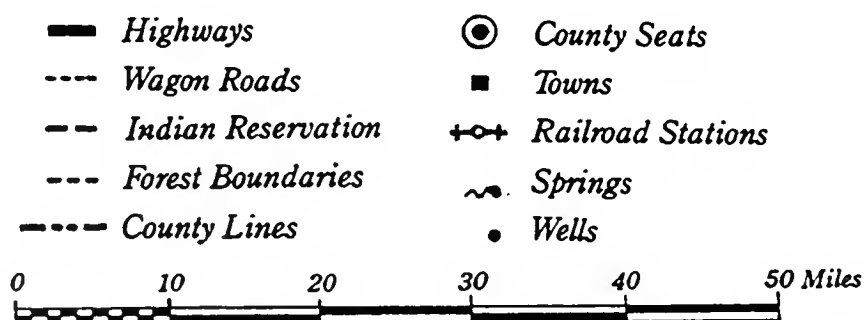 Highways
Wagon Roads
Indian Reservation
Forest Boundaries
County Lines
County Seats
Towns
Railroad Stations
Springs
Wells
0 10 20 30 40 50 Miles